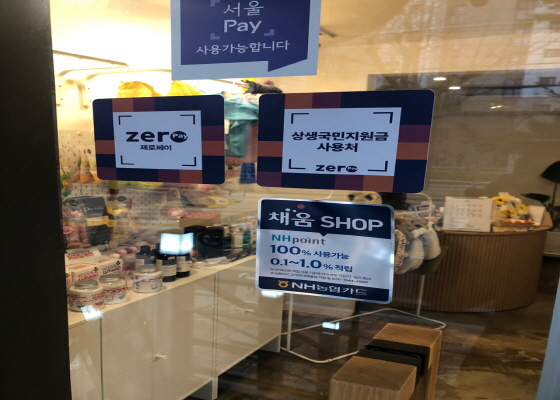 서울
Pay
사용가능합니다
zero Pay
제로페이
상생국민지원금
사용처
zero Pay
채움 SHOP
NHpoint
100% 사용가능
0.1~1.0% 적립
NH농협카드